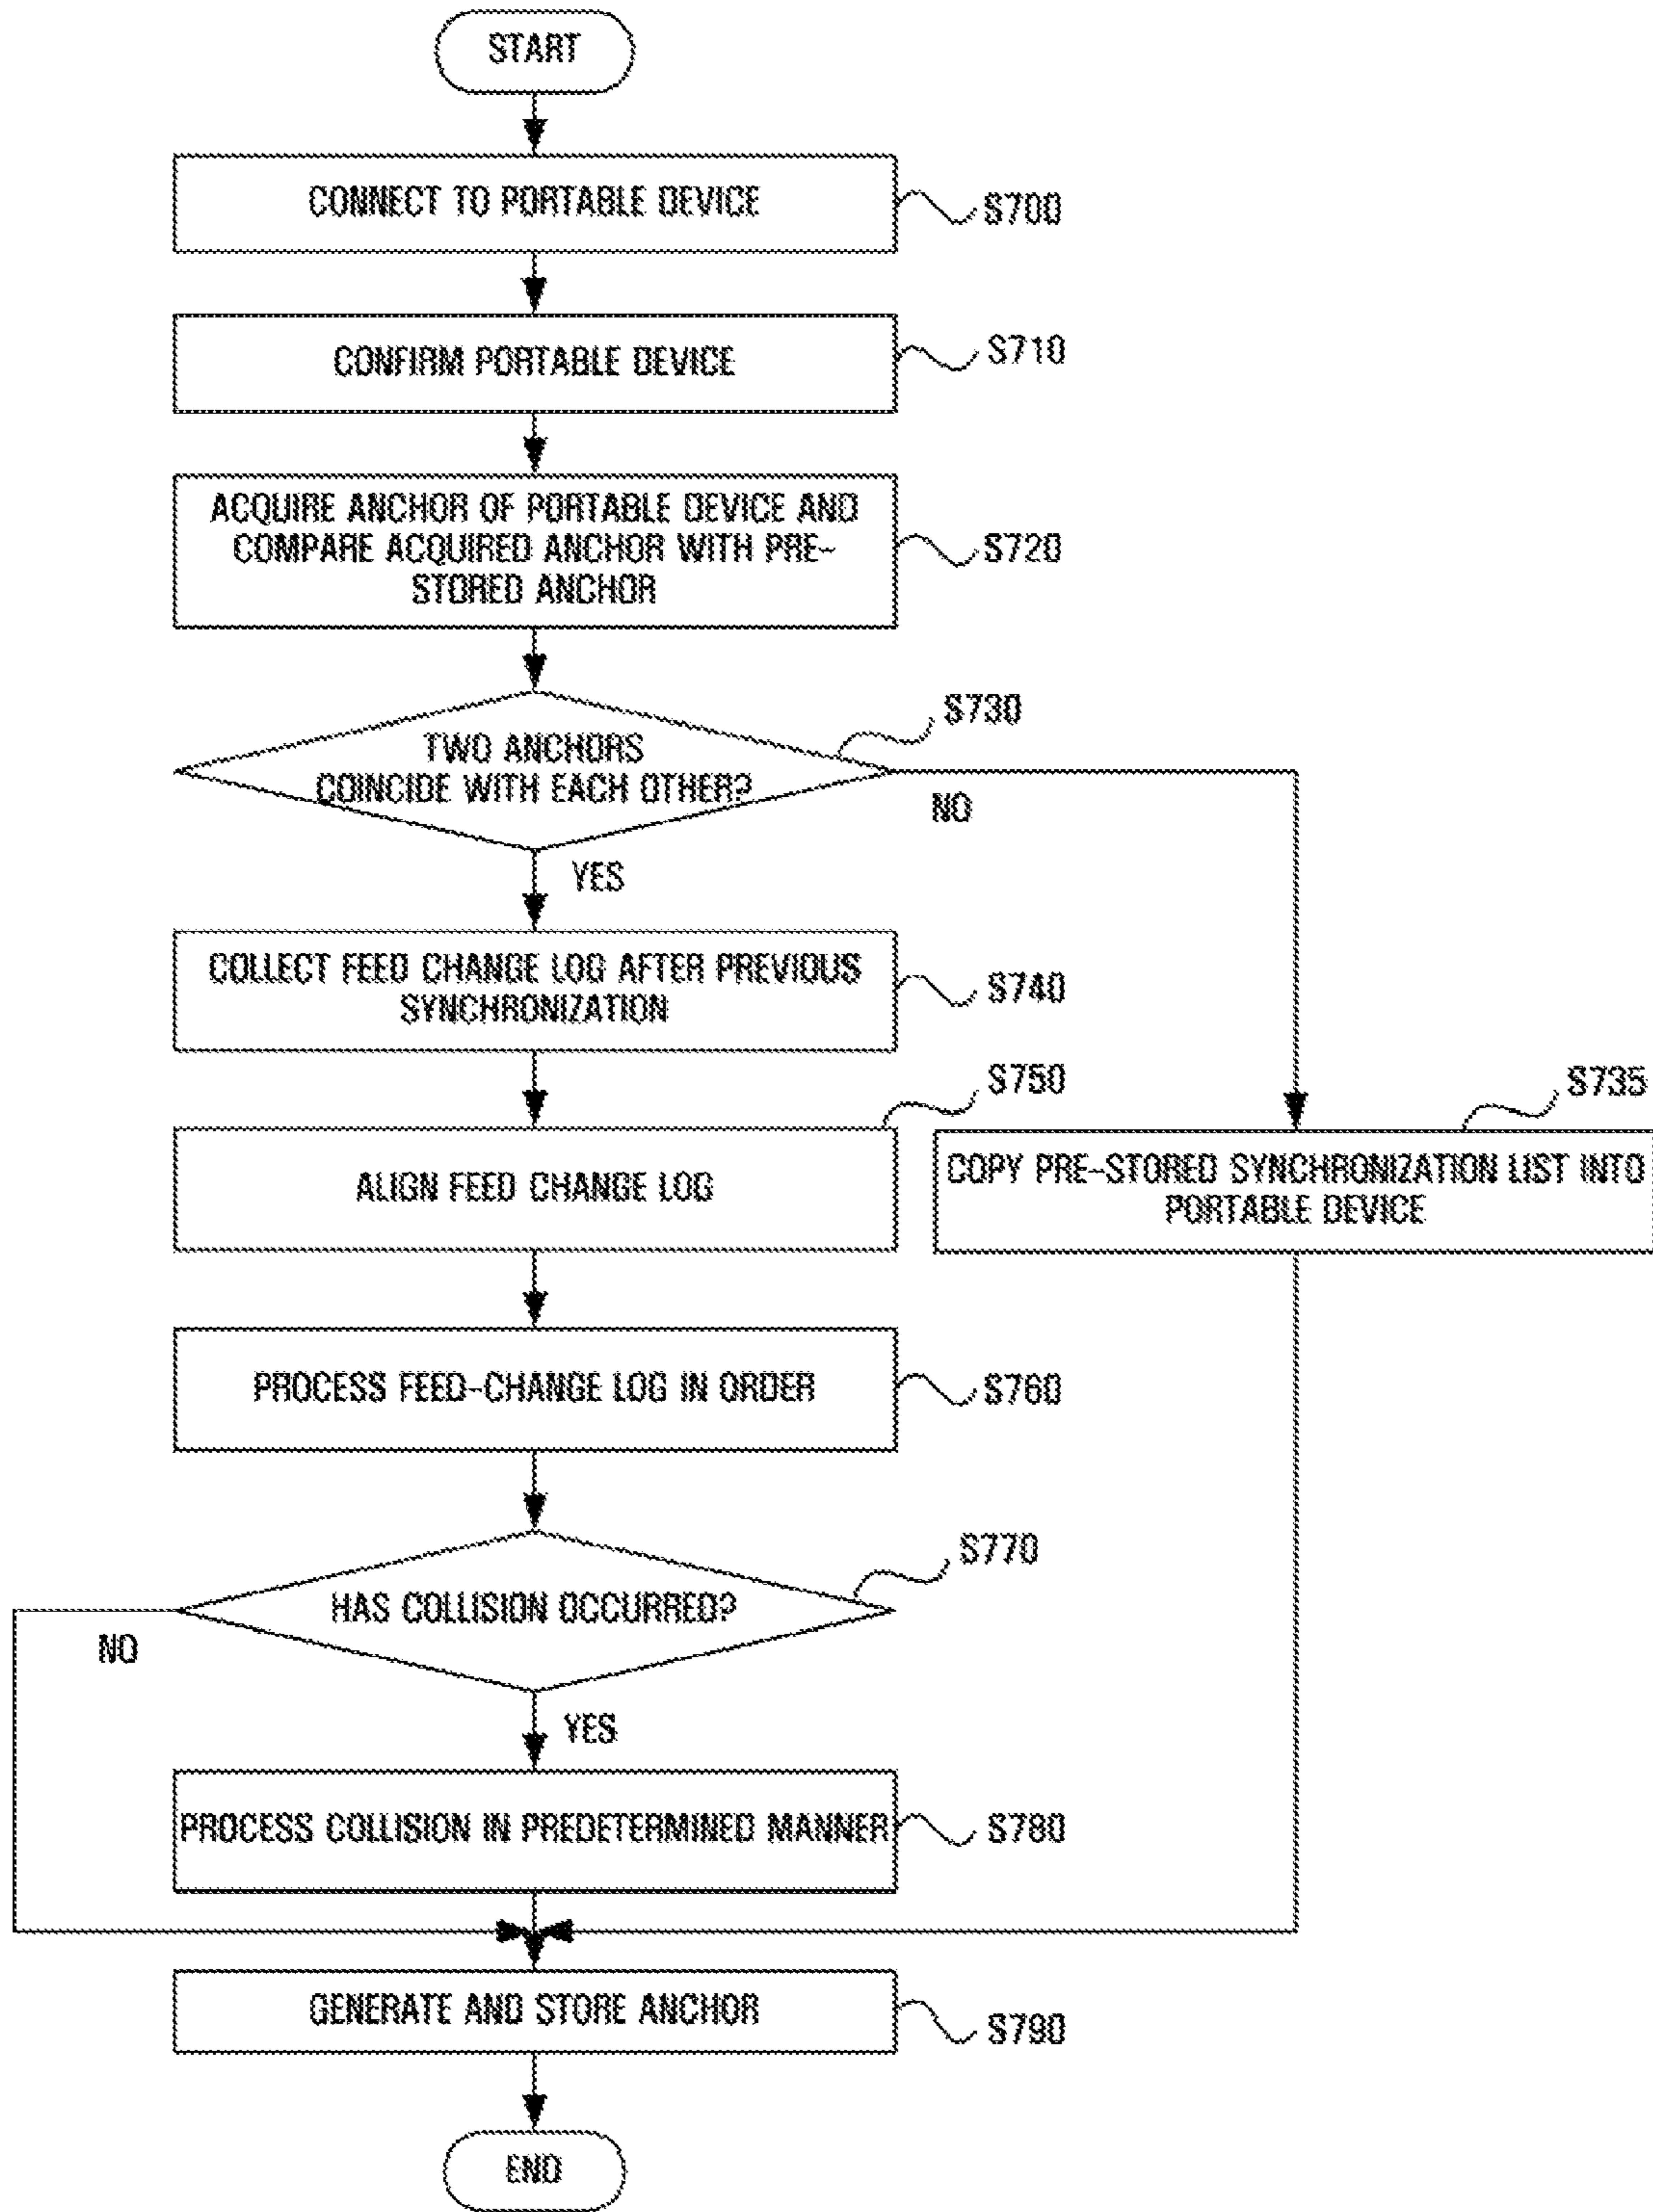 START
CONNECT TO PORTABLE DEVICE
S700
CONFIRM PORTABLE DEVICE
S710
ACQUIRE ANCHOR OF PORTABLE DEVICE AND
COMPARE ACQUIRED ANCHOR WITH PRE-
STORED ANCHOR
S720
S730
TWO ANCHORS
COINCIDE WITH EACH OTHER?
NO
YES
COLLECT FEED CHANGE LOG AFTER PREVIOUS
SYNCHRONIZATION
S740
S750
ALIGN FEED CHANGE LOG
S735
COPY PRE-STORED SYNCHRONIZATION LIST INTO
PORTABLE DEVICE
PROCESS FEED-CHANGE LOG IN ORDER
S760
S770
HAS COLLISION OCCURRED?
NO
YES
PROCESS COLLISION IN PREDETERMINED MANNER
S780
GENERATE AND STORE ANCHOR
S790
END